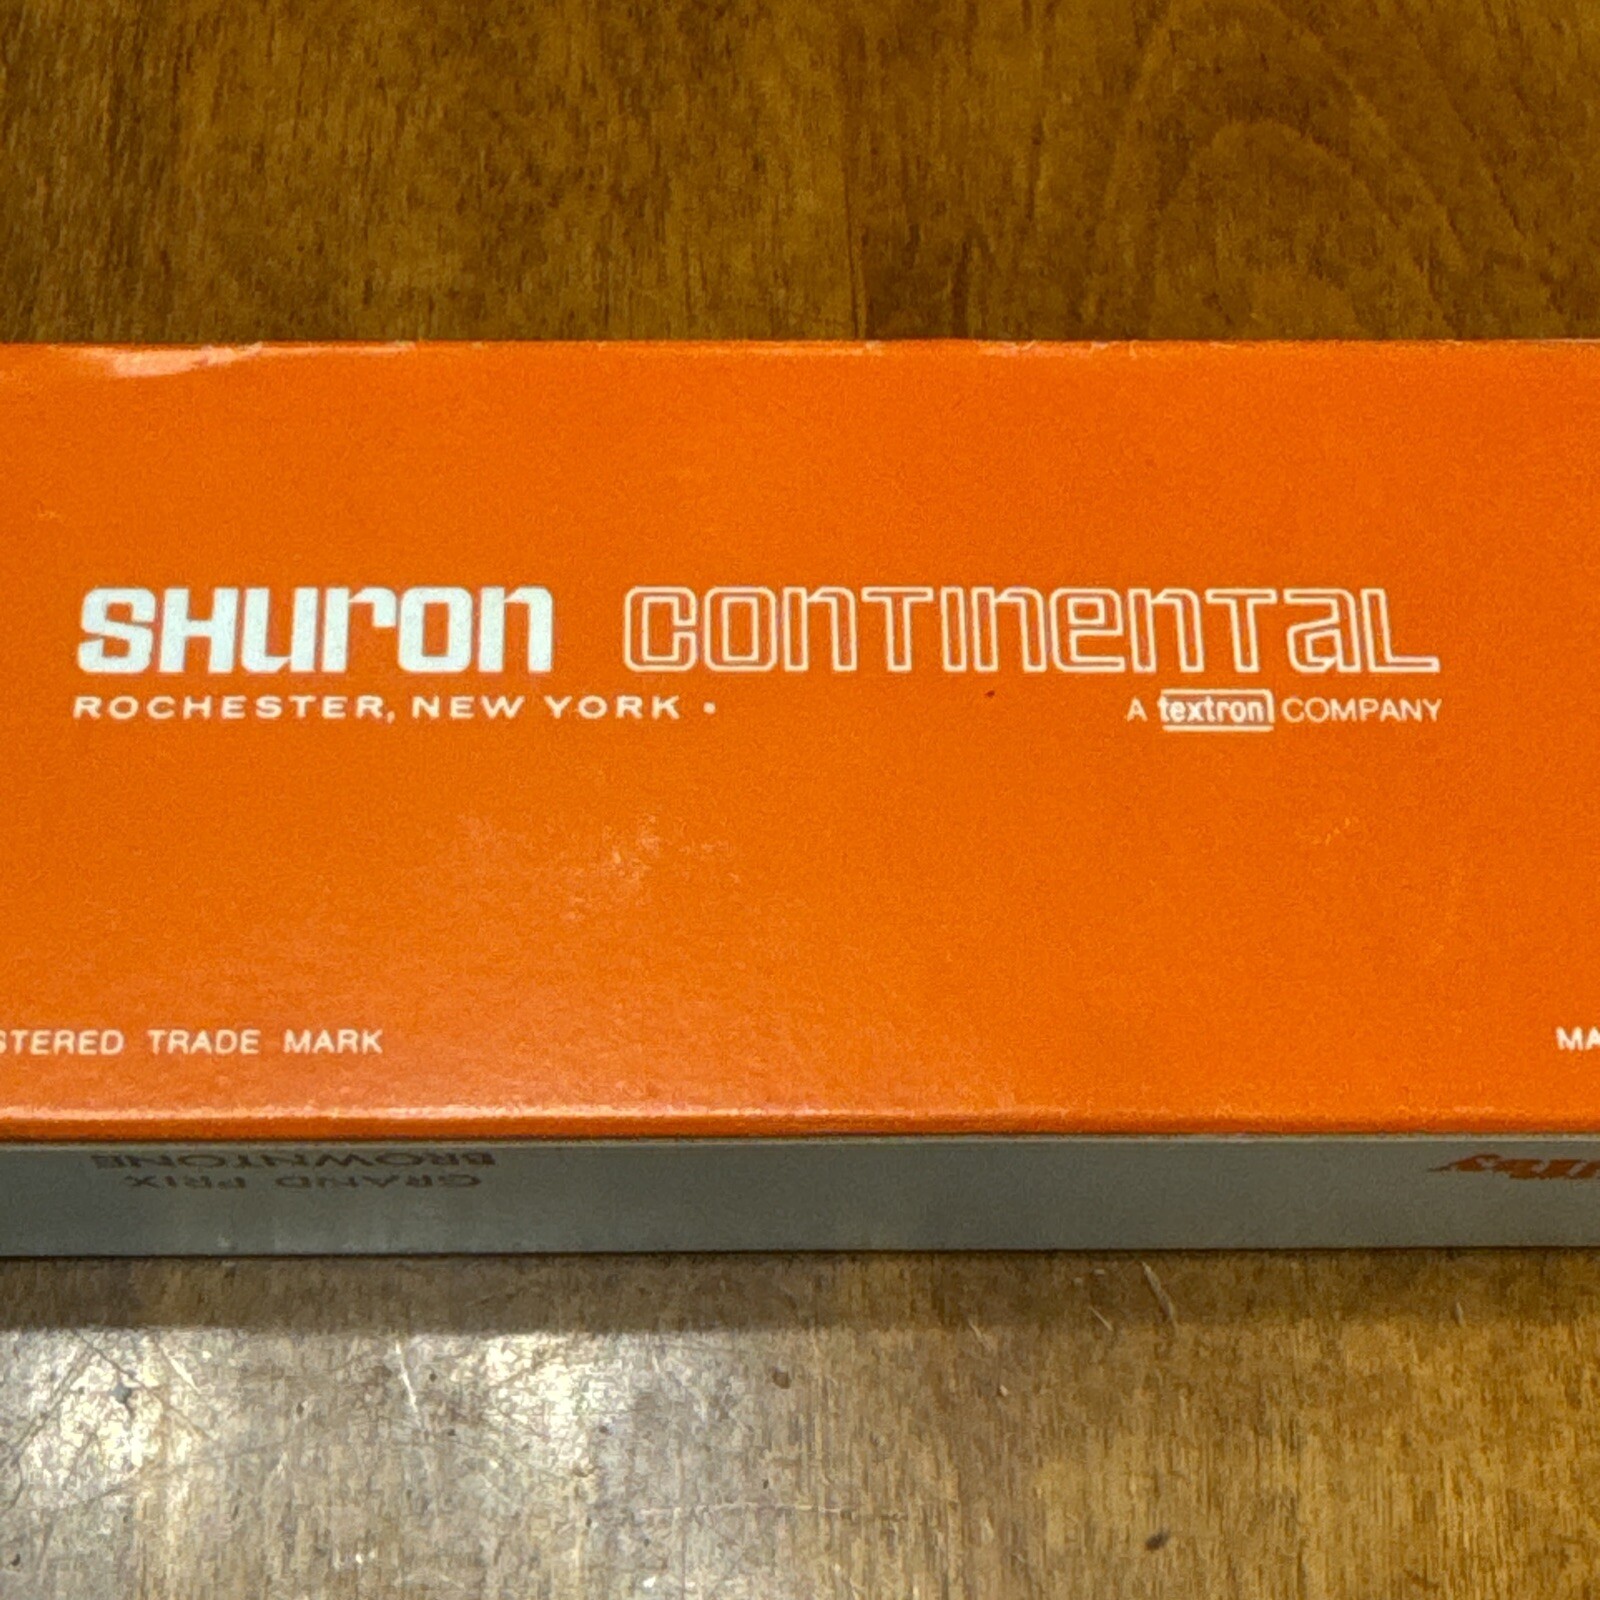 SHURON CONTINENTAL
ROCHESTER, NEW YORK • A textron COMPANY
STERED TRADE MARK MA
BROWNTONE
GRAND PRIX